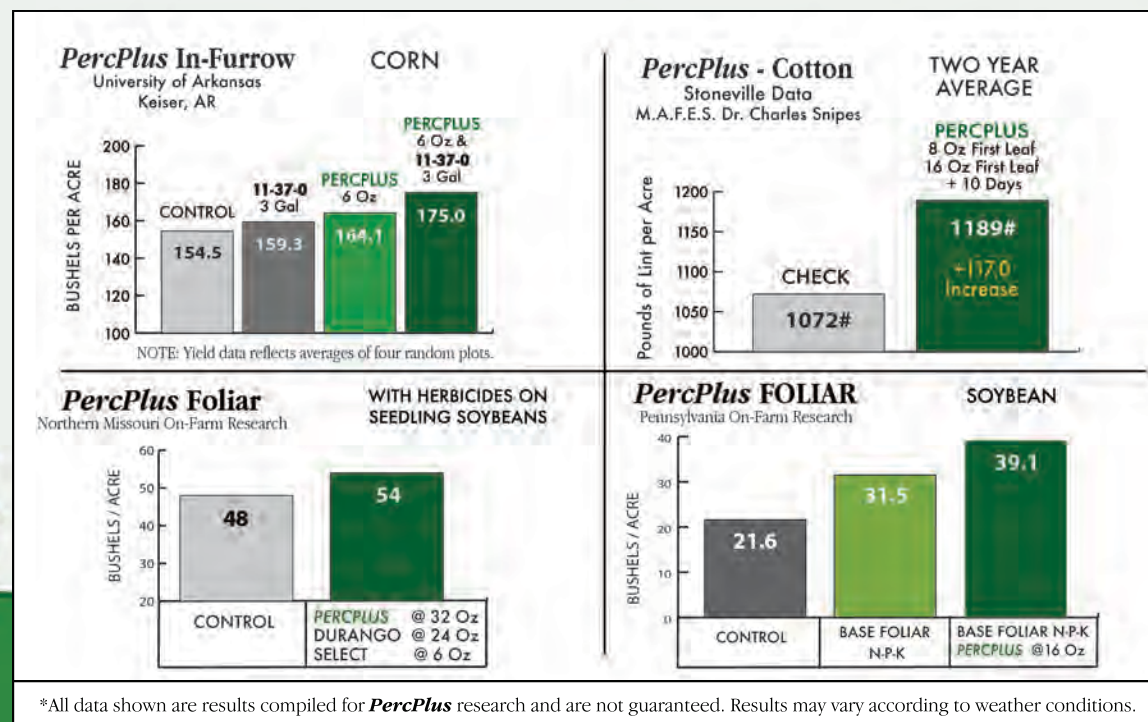 PercPlus In-Furrow
CORN
University of Arkansas
Keiser, AR
BUSHELS PER ACRE
200
180
160
140
120
100
CONTROL
154.5
11-37-0
3 Gal
159.3
PERCPLUS
6 Oz
164.1
PERCPLUS
6 Oz &
11-37-0
3 Gal
175.0
NOTE: Yield data reflects averages of four random plots.
PercPlus - Cotton
TWO YEAR
AVERAGE
Stoneville Data
M.A.F.E.S. Dr. Charles Snipes
Pounds of Lint per Acre
1200
1150
1100
1050
1000
CHECK
1072#
PERCPLUS
8 Oz First Leaf
16 Oz First Leaf
+ 10 Days
1189#
+117.0
Increase
PercPlus Foliar
WITH HERBICIDES ON
SEEDLING SOYBEANS
Northern Missouri On-Farm Research
BUSHELS / ACRE
60
50
40
30
20
48
54
CONTROL
PERCPLUS @ 32 Oz
DURANGO @ 24 Oz
SELECT @ 6 Oz
PercPlus FOLIAR
SOYBEAN
Pennsylvania On-Farm Research
BUSHELS / ACRE
40
30
20
10
0
21.6
31.5
39.1
CONTROL
BASE FOLIAR
N-P-K
BASE FOLIAR N-P-K
PERCPLUS @16 Oz
*All data shown are results compiled for PercPlus research and are not guaranteed. Results may vary according to weather conditions.